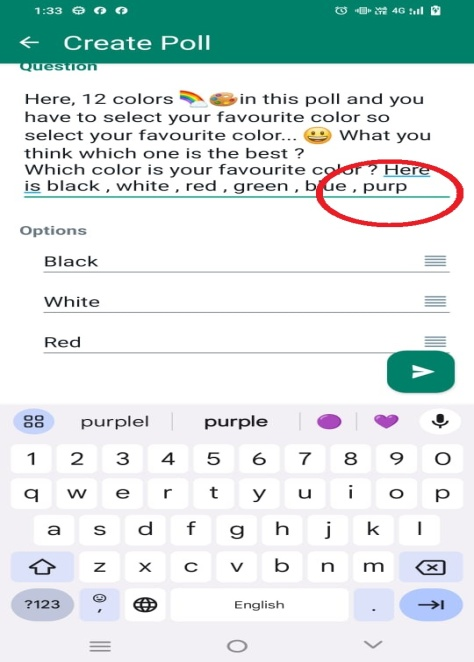 1:33 4G
Create Poll
Question
Here, 12 colors 🌈🎨in this poll and you
have to select your favourite color so
select your favourite color... 😃 What you
think which one is the best ?
Which color is your favourite color ? Here
is black , white , red , green , blue , purp
Options
Black
White
Red
purplel purple 🟣 💜
1 2 3 4 5 6 7 8 9 0
q w e r t y u i o p
a s d f g h j k l
z x c v b n m
?123 , English .